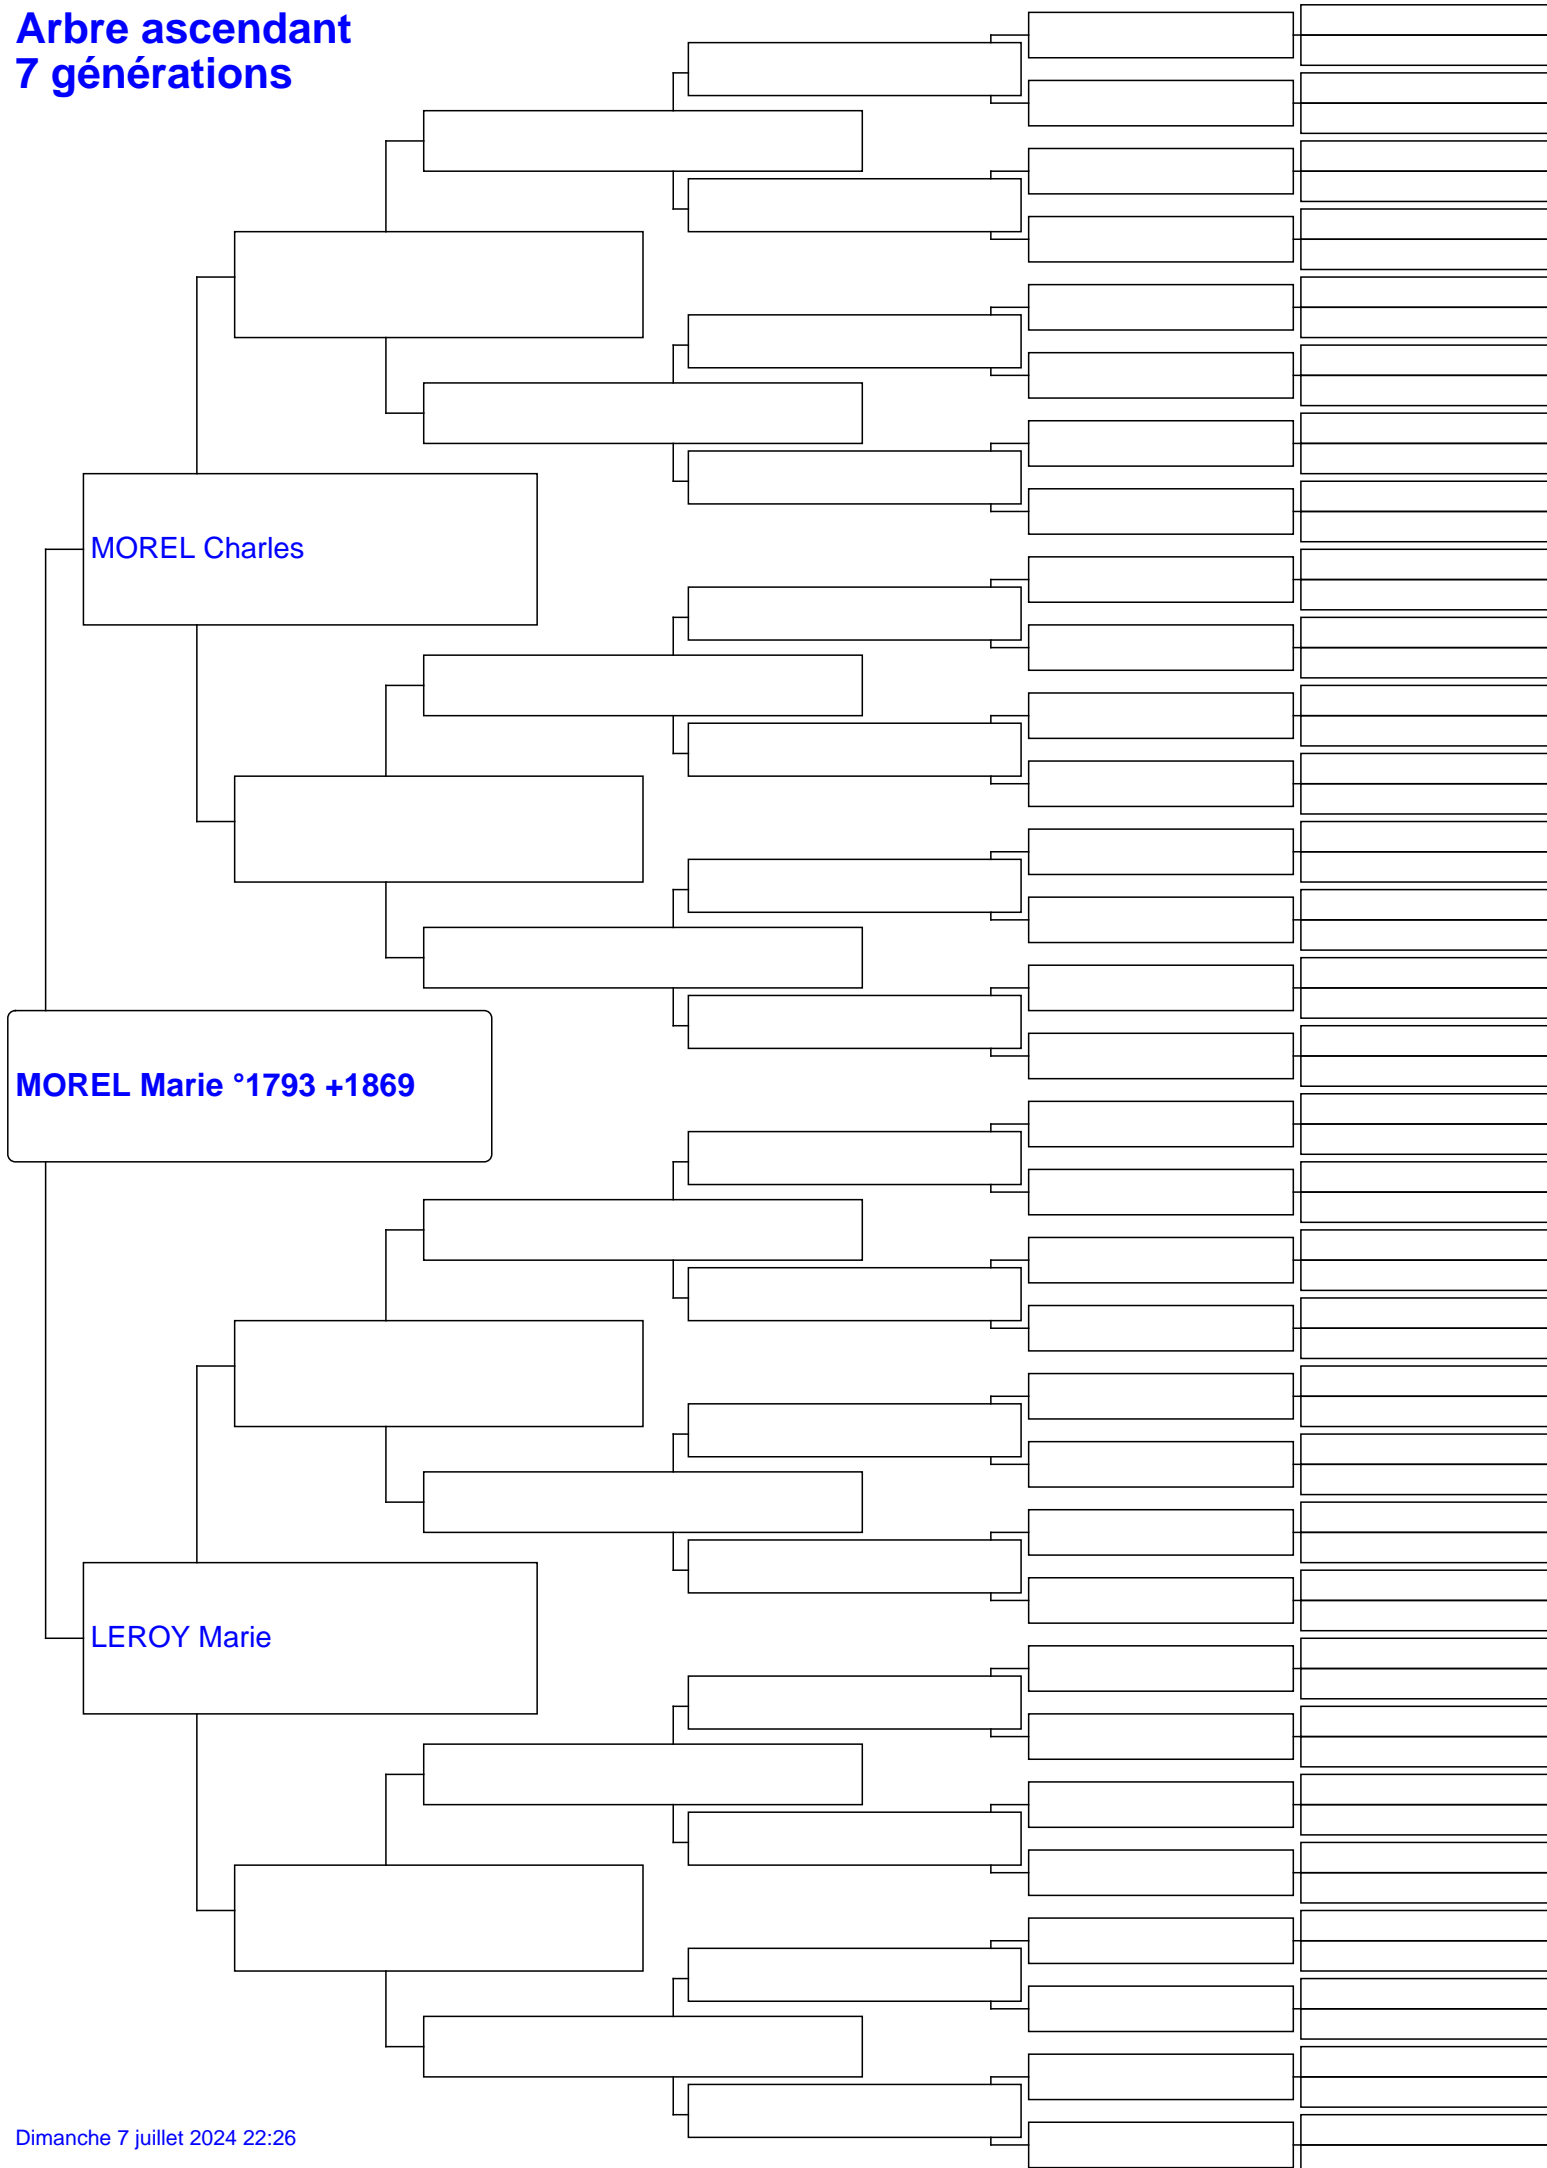 Arbre ascendant
7 générations
MOREL Charles
MOREL Marie °1793 +1869
LEROY Marie
Dimanche 7 juillet 2024 22:26